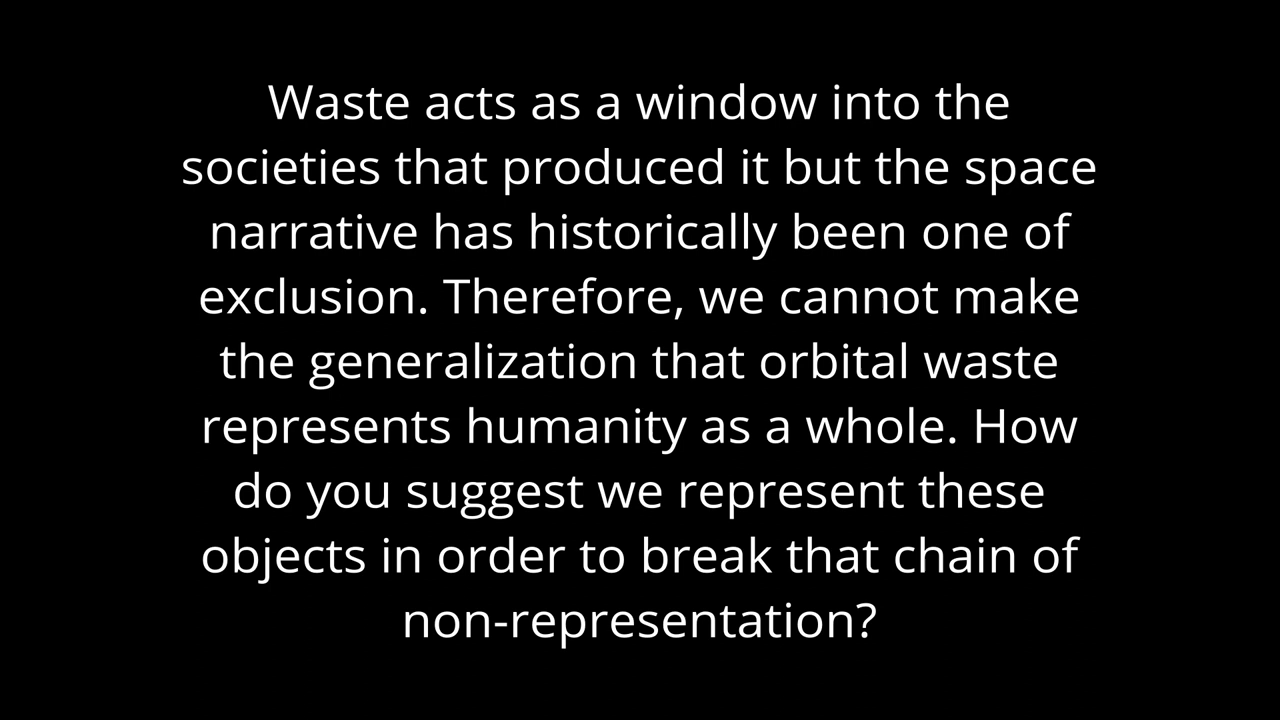 Waste acts as a window into the
societies that produced it but the space
narrative has historically been one of
exclusion. Therefore, we cannot make
the generalization that orbital waste
represents humanity as a whole. How
do you suggest we represent these
objects in order to break that chain of
non-representation?